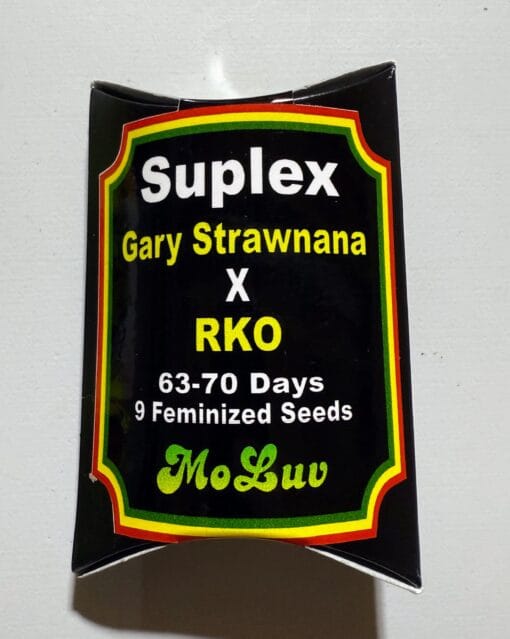 Suplex
Gary Strawnana
X
RKO
63-70 Days
9 Feminized Seeds
MoLuv